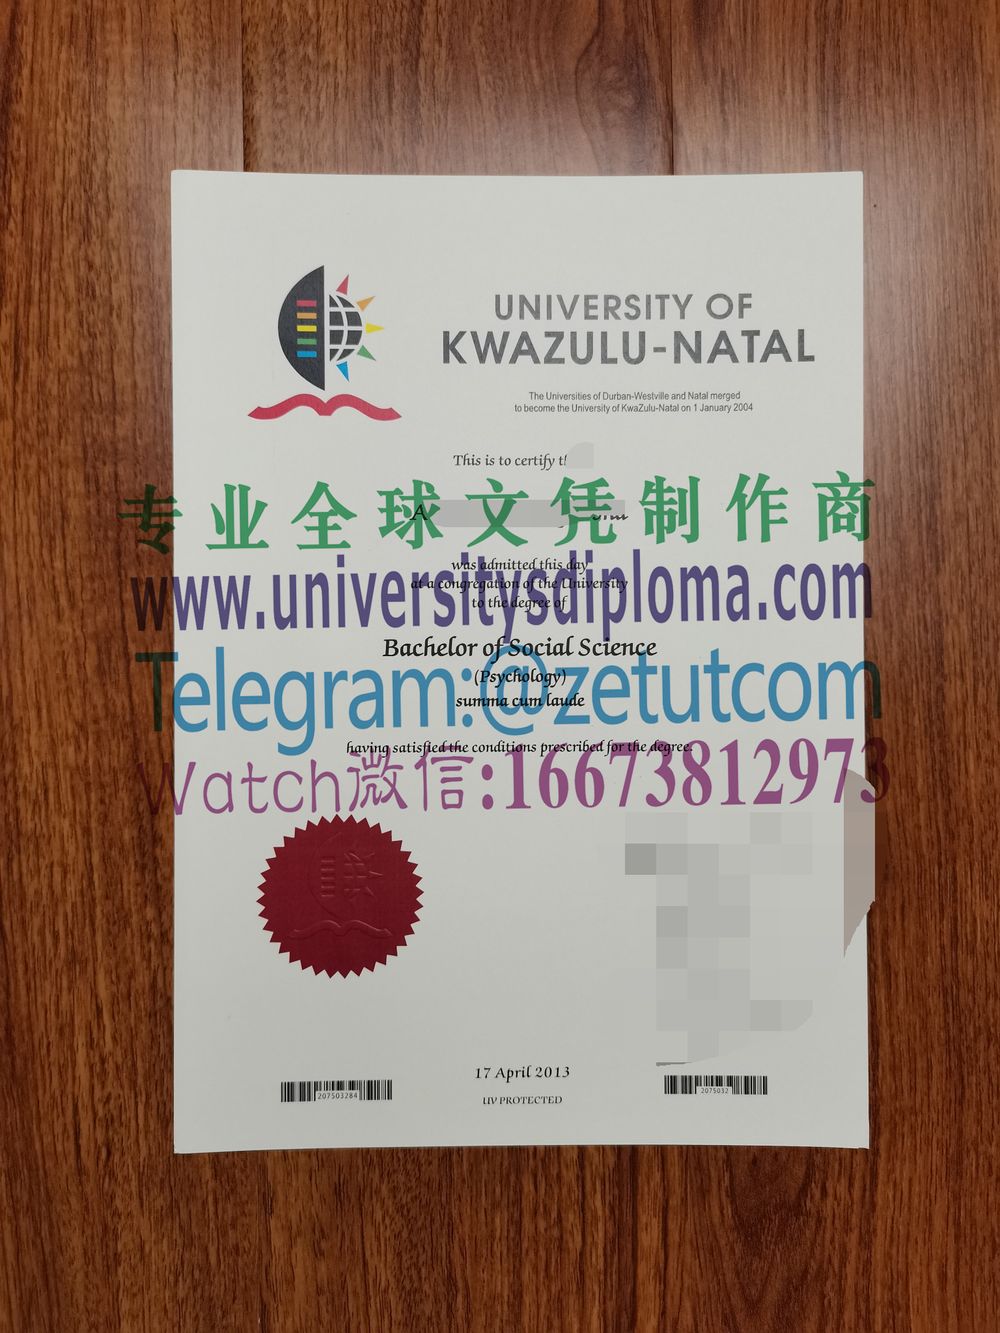 UNIVERSITY OF
KWAZULU-NATAL
The Universities of Durban-Westville and Natal merged
to become the University of KwaZulu-Natal on 1 January 2004
This is to certify
专业全球文凭制作商
was admitted this day
at a congregation of the University
to the degree of
www.universitysdiploma.com
Bachelor of Social Science
(Psychology)
summa cum laude
Telegram:@zetutcom
having satisfied the conditions prescribed for the degree.
Watch微信:16673812973
17 April 2013
207503284
2075032
UV PROTECTED